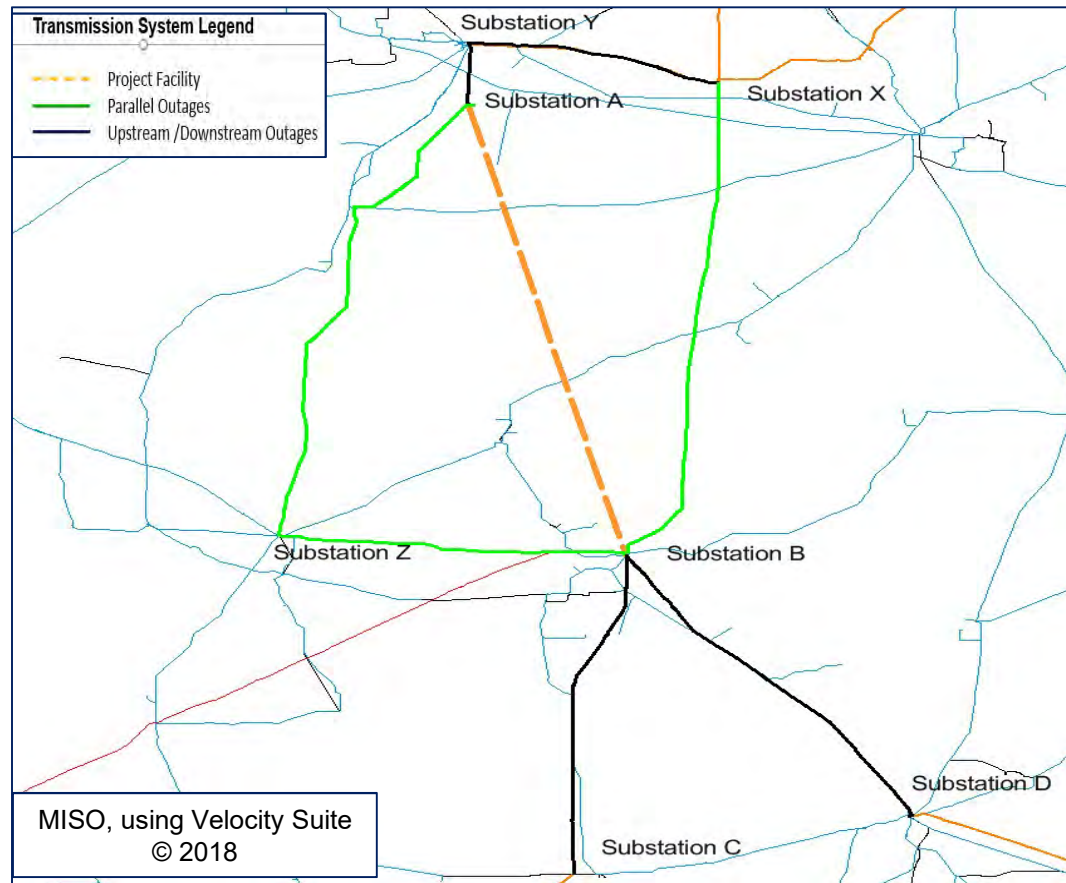 Transmission System Legend
Project Facility
Parallel Outages
Upstream /Downstream Outages
Substation Y
Substation A
Substation X
Substation Z
Substation B
Substation D
Substation C
MISO, using Velocity Suite
© 2018